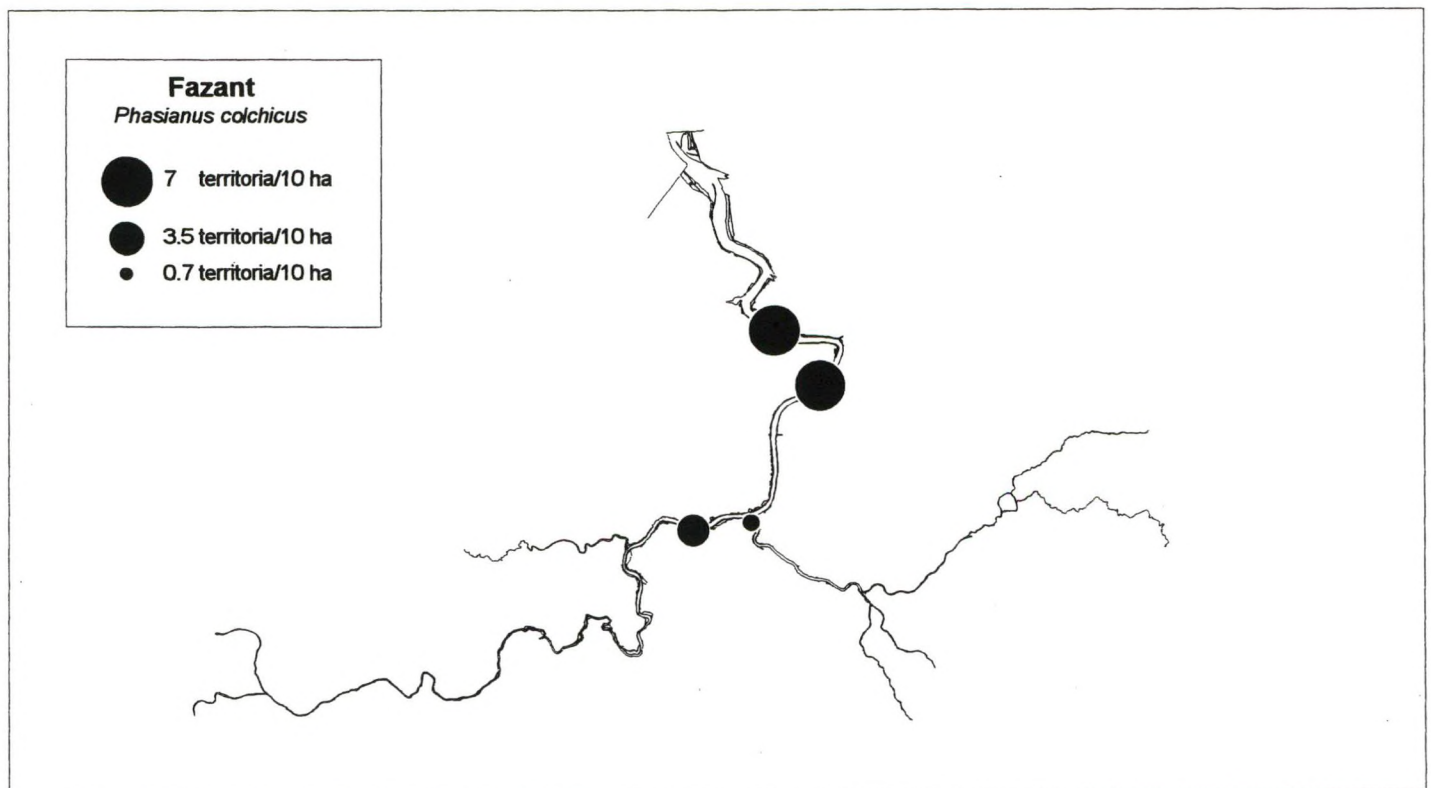 Fazant
Phasianus colchicus
7 territoria/10 ha
3.5 territoria/10 ha
0.7 territoria/10 ha